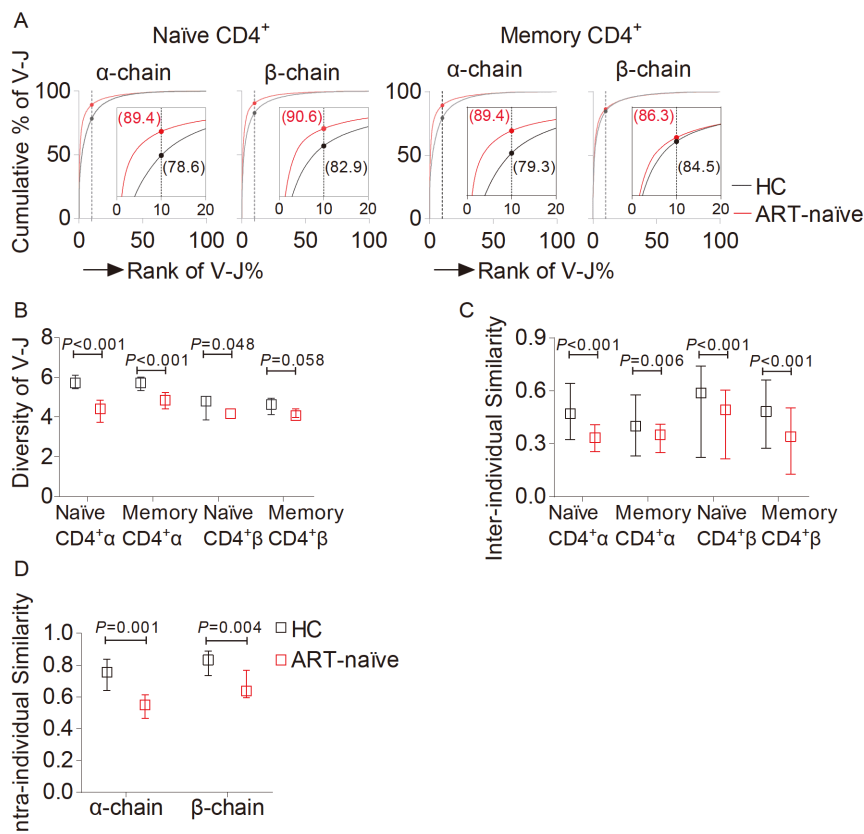 A
Naïve CD4+
Memory CD4+
α-chain
β-chain
α-chain
β-chain
Cumulative % of V-J
100
50
0
(89.4)
(78.6)
0 10 20
(90.6)
(82.9)
0 10 20
(89.4)
(79.3)
0 10 20
(86.3)
(84.5)
0 10 20
HC
ART-naïve
0 50 100
0 50 100
0 50 100
0 50 100
Rank of V-J%
Rank of V-J%
B
Diversity of V-J
8
6
4
2
0
P<0.001
P<0.001
P=0.048
P=0.058
Naïve
CD4+α
Memory
CD4+α
Naïve
CD4+β
Memory
CD4+β
C
Inter-individual Similarity
0.9
0.6
0.3
0.0
P<0.001
P=0.006
P<0.001
P<0.001
Naïve
CD4+α
Memory
CD4+α
Naïve
CD4+β
Memory
CD4+β
D
ntra-individual Similarity
1.0
0.8
0.6
0.4
0.2
0.0
P=0.001
P=0.004
HC
ART-naïve
α-chain
β-chain